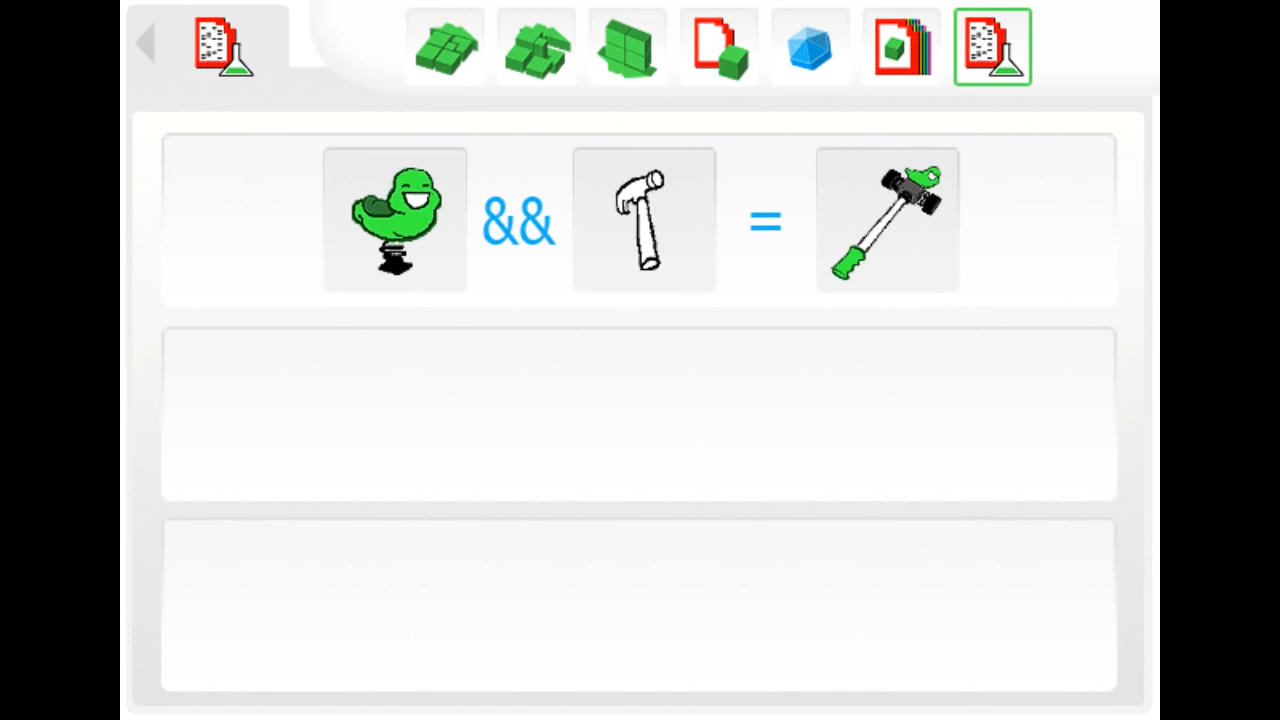 && =